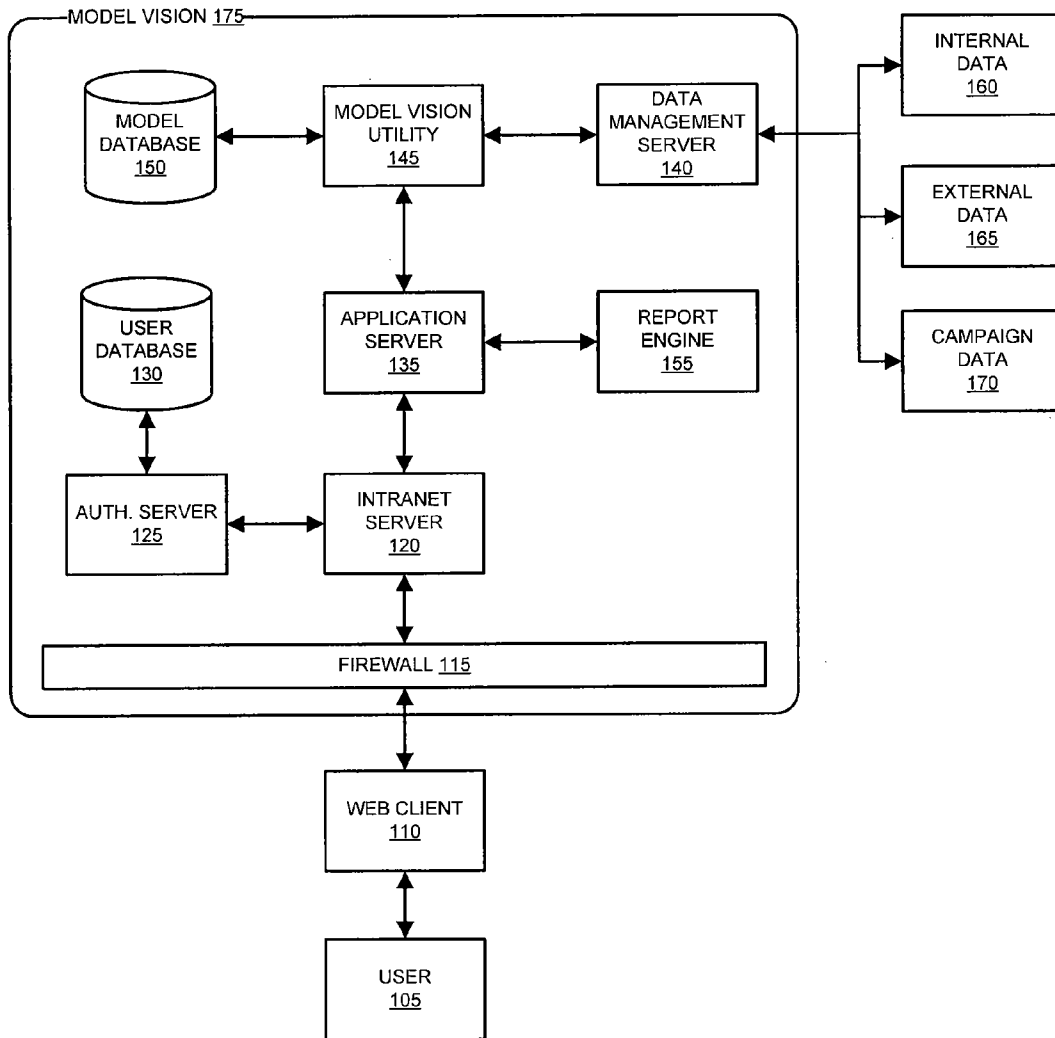 MODEL VISION 175
INTERNAL
DATA
160
MODEL
DATABASE
150
MODEL VISION
UTILITY
145
DATA
MANAGEMENT
SERVER
140
EXTERNAL
DATA
165
USER
DATABASE
130
APPLICATION
SERVER
135
REPORT
ENGINE
155
CAMPAIGN
DATA
170
AUTH. SERVER
125
INTRANET
SERVER
120
FIREWALL 115
WEB CLIENT
110
USER
105